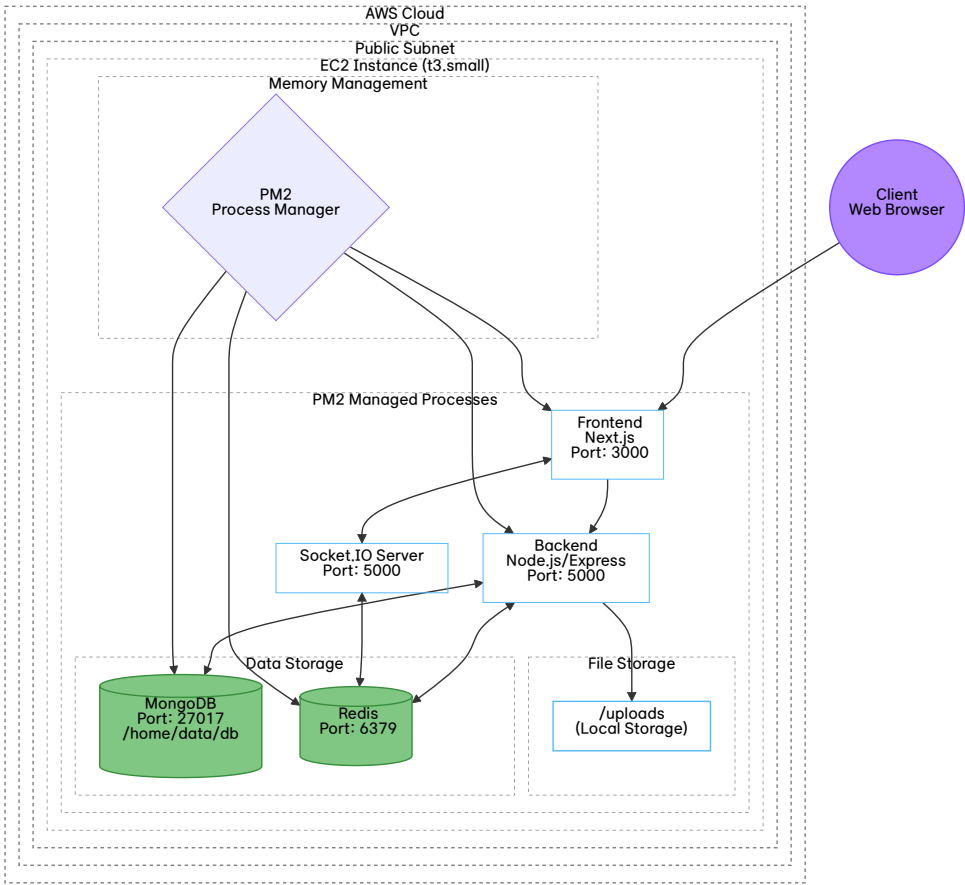 AWS Cloud
VPC
Public Subnet
EC2 Instance (t3.small)
Memory Management
PM2
Process Manager
Client
Web Browser
PM2 Managed Processes
Frontend
Next.js
Port: 3000
Socket.IO Server
Port: 5000
Backend
Node.js/Express
Port: 5000
Data Storage
File Storage
MongoDB
Port: 27017
/home/data/db
Redis
Port: 6379
/uploads
(Local Storage)